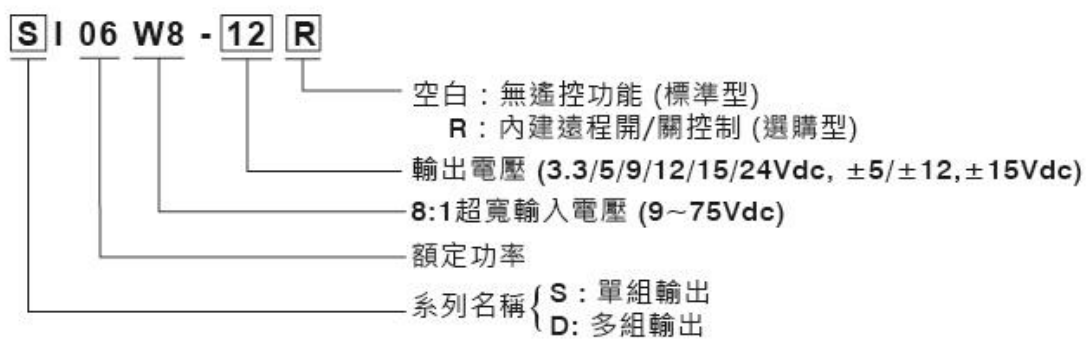 S I 06 W8 - 12 R
空白：無遙控功能 (標準型)
R：內建遠程開/關控制 (選購型)
輸出電壓 (3.3/5/9/12/15/24Vdc, ±5/±12,±15Vdc)
8:1超寬輸入電壓 (9~75Vdc)
額定功率
系列名稱{ S：單組輸出
D: 多組輸出